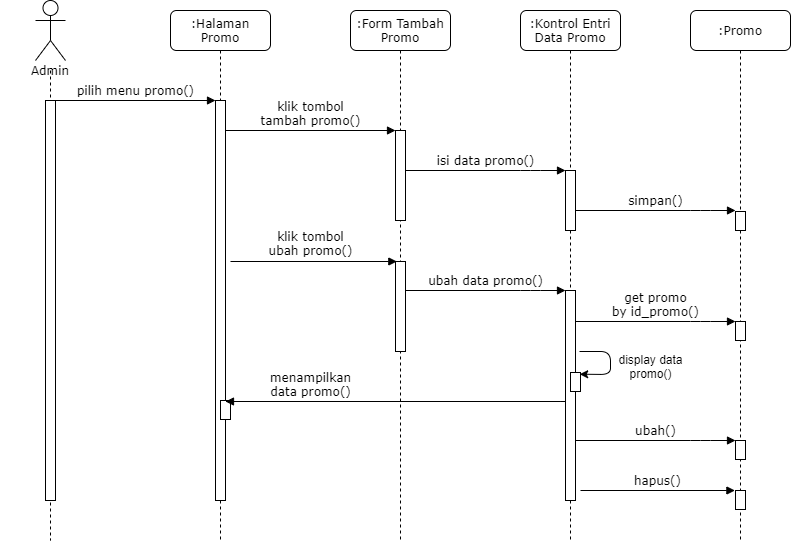 :Halaman
Promo
:Form Tambah
Promo
:Kontrol Entri
Data Promo
:Promo
Admin
pilih menu promo()
klik tombol
tambah promo()
isi data promo()
simpan()
klik tombol
ubah promo()
ubah data promo()
get promo
by id_promo()
display data
promo()
menampilkan
data promo()
ubah()
hapus()